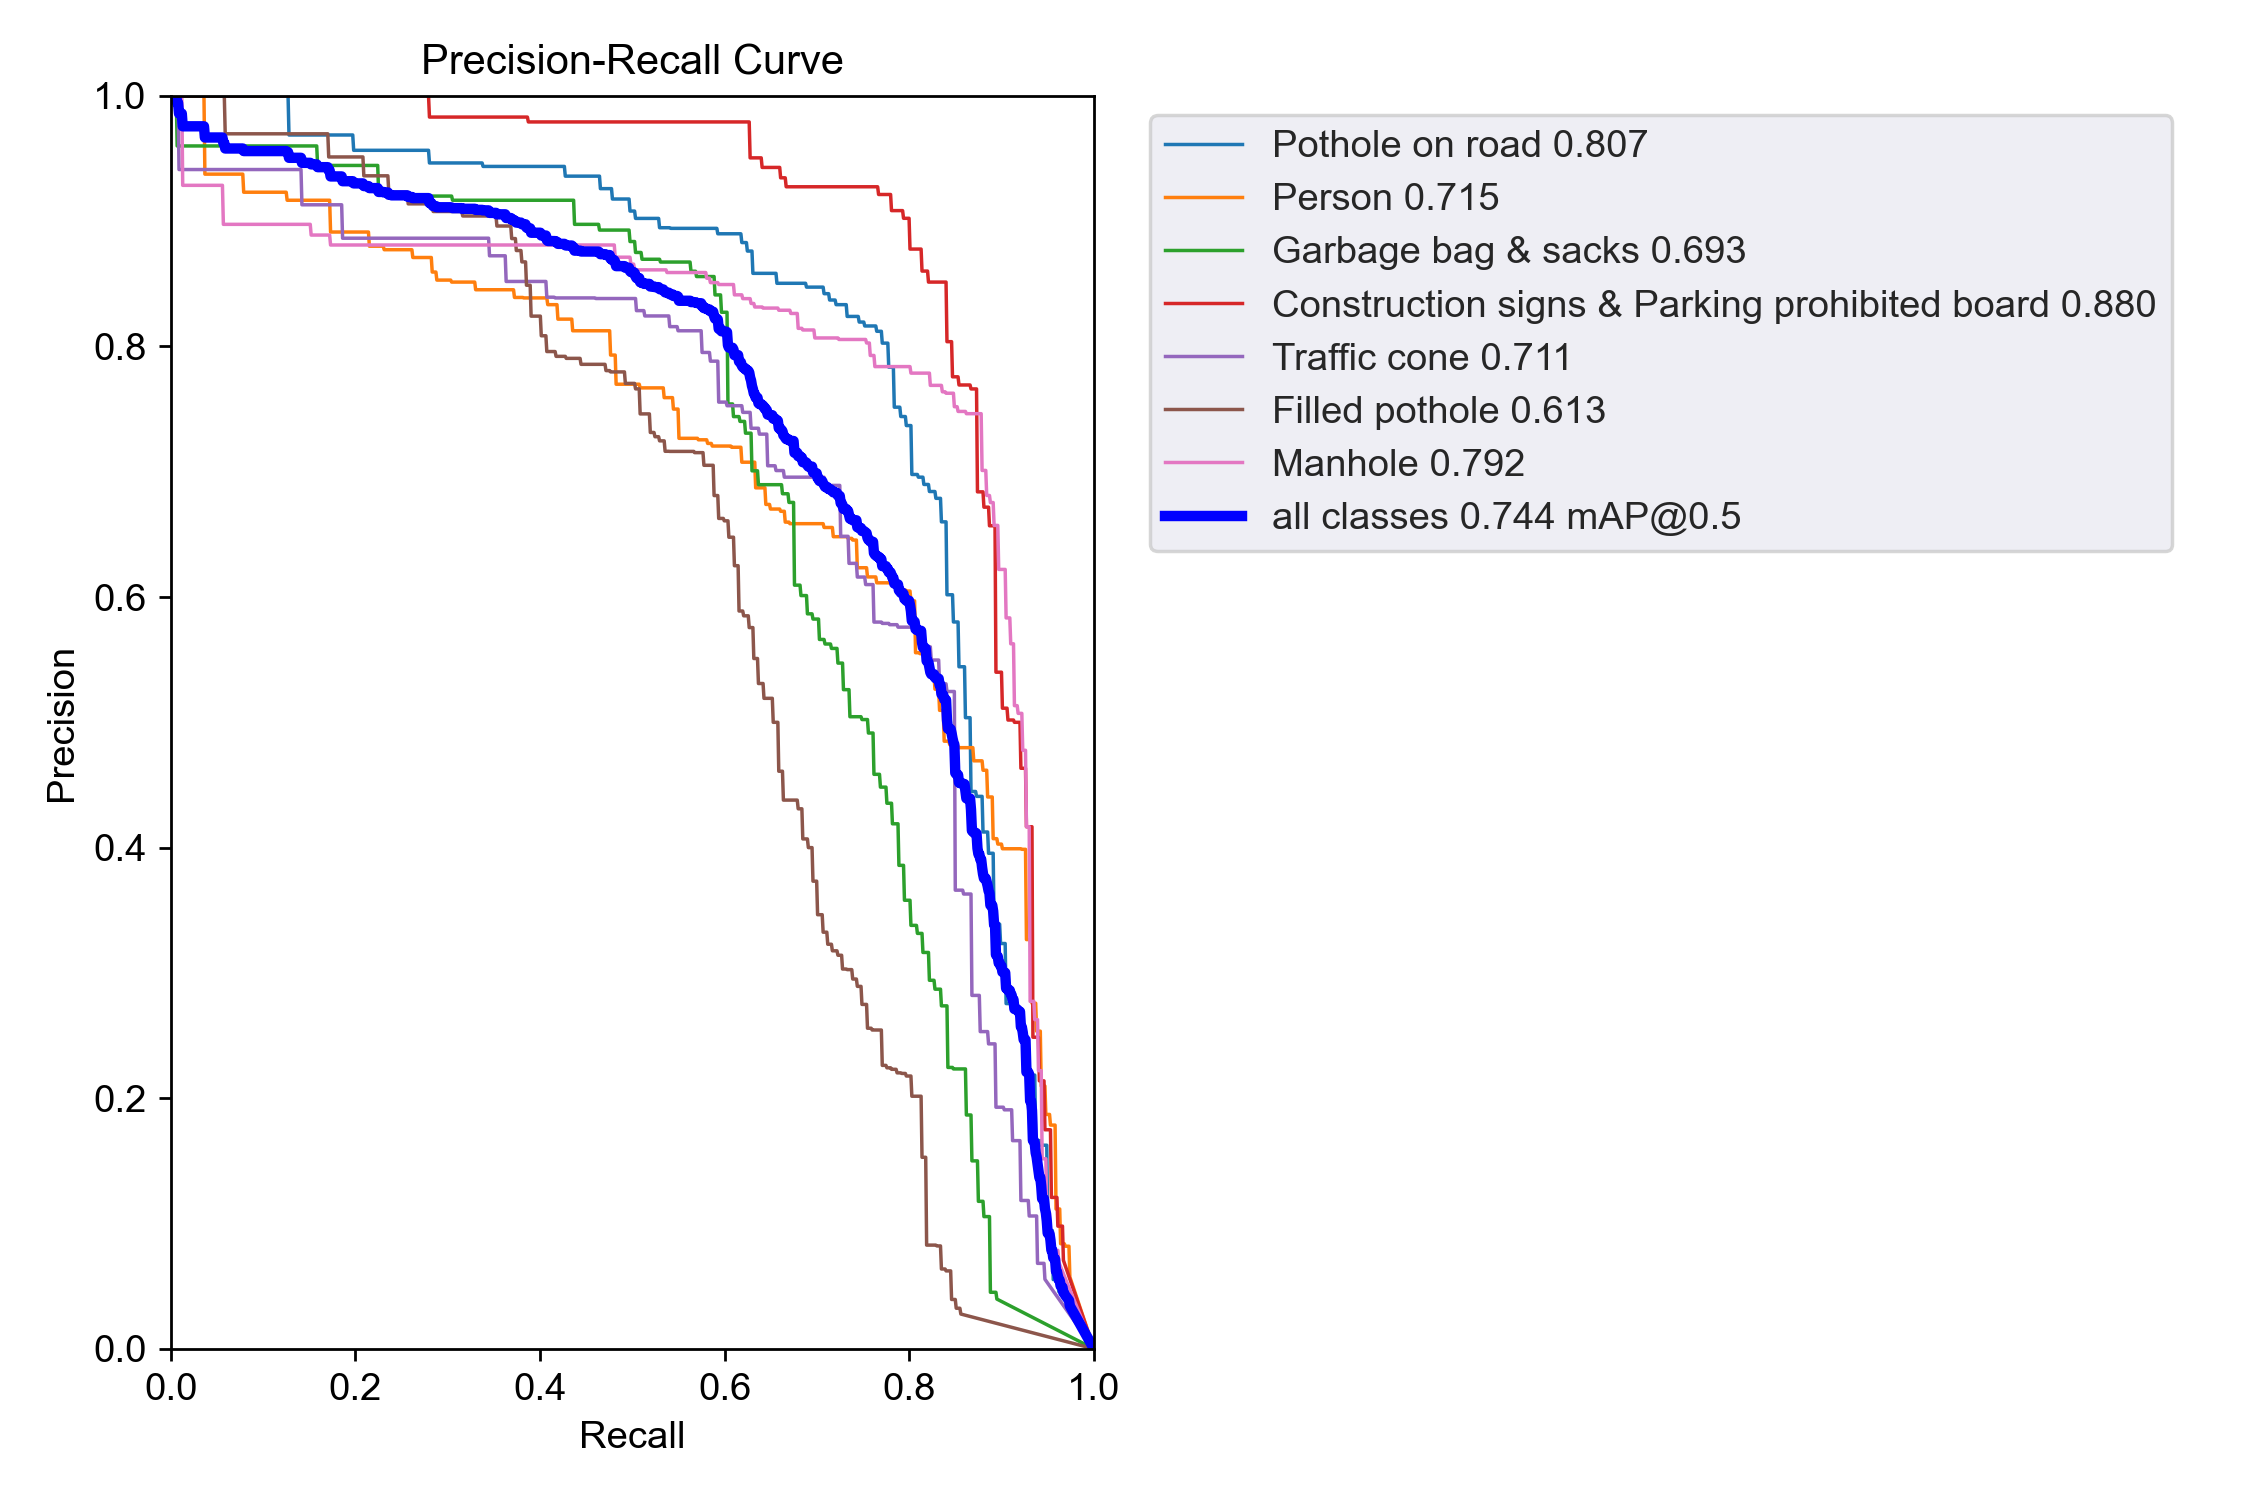 Precision-Recall Curve
1.0
0.8
0.6
0.4
0.2
0.0
Precision
0.0 0.2 0.4 0.6 0.8 1.0
Recall
Pothole on road 0.807
Person 0.715
Garbage bag & sacks 0.693
Construction signs & Parking prohibited board 0.880
Traffic cone 0.711
Filled pothole 0.613
Manhole 0.792
all classes 0.744 mAP@0.5